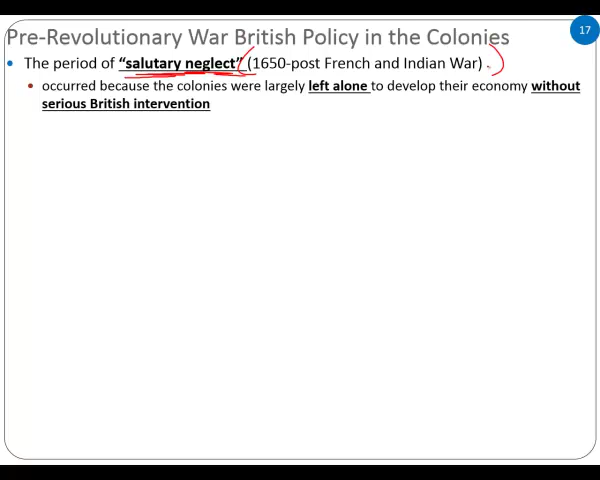 17
Pre-Revolutionary War British Policy in the Colonies
• The period of “salutary neglect” (1650-post French and Indian War)
• occurred because the colonies were largely left alone to develop their economy without
serious British intervention